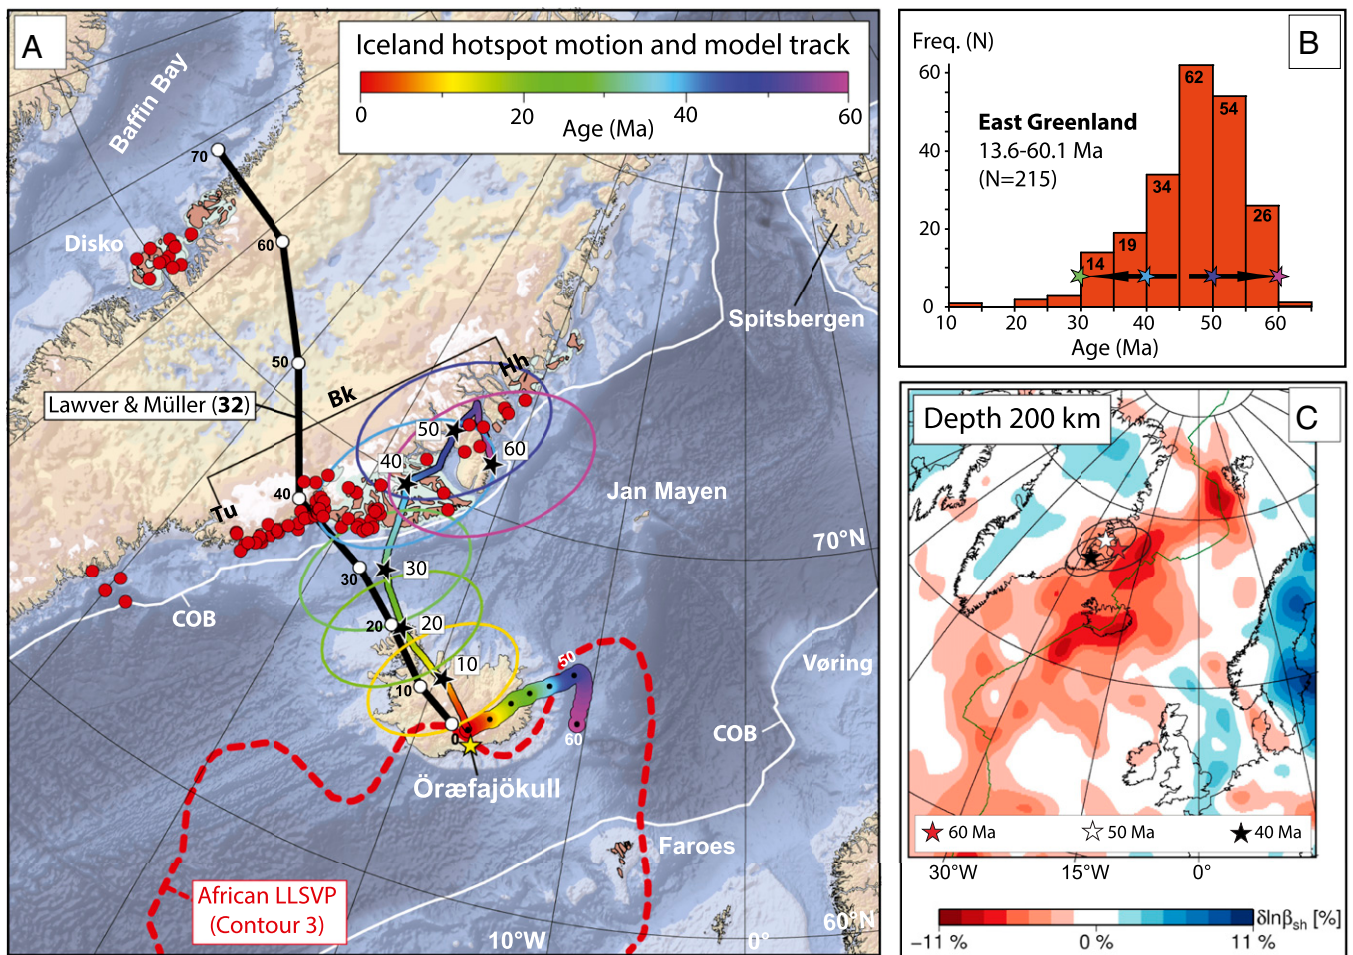 A
Iceland hotspot motion and model track
0
20
40
60
Age (Ma)
Baffin Bay
70
60
50
40
30
20
10
0
Disko
Lawver & Müller (32)
Bk
Hh
Tu
50
60
40
30
20
10
50
60
Spitsbergen
Jan Mayen
70°N
COB
Vøring
COB
Öræfajökull
Faroes
African LLSVP
(Contour 3)
10°W
0°
60°N
B
Freq. (N)
60
40
20
0
East Greenland
13.6-60.1 Ma
(N=215)
14
19
34
62
54
26
10
20
30
40
50
60
Age (Ma)
C
Depth 200 km
60 Ma
50 Ma
40 Ma
30°W
15°W
0°
δlnβsh [%]
−11 %
0 %
11 %